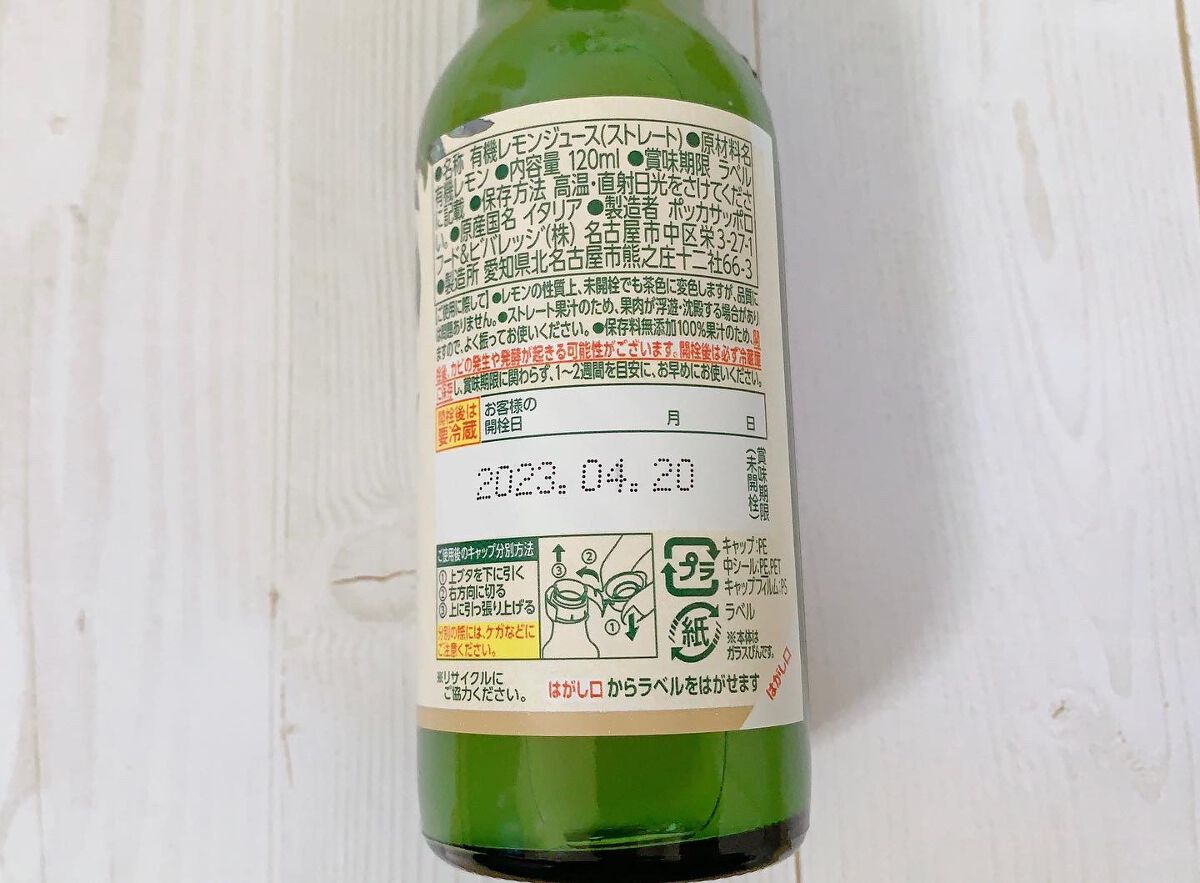 ●名称 有機レモンジュース(ストレート) ●原材料名
有機レモン ●内容量 120ml ●賞味期限 ラベル
に記載 ●保存方法 高温・直射日光をさけてくださ
い。●原産国名 イタリア ●製造者 ポッカサッポロ
フード&ビバレッジ(株) 名古屋市中区栄3-27-1
●製造所 愛知県北名古屋市熊之庄十二社66-3
【ご使用に際して】●レモンの性質上、未開栓でも茶色に変色しますが、品質に
は問題ありません。●ストレート果汁のため、果肉が浮遊・沈殿する場合があり
ますので、よく振ってお使いください。●保存料無添加100%果汁のため、開
栓後、カビの発生や発酵が起きる可能性がございます。開栓後は必ず冷蔵庫
に保存し、賞味期限に関わらず、1~2週間を目安に、お早めにお使いください。
開栓後は
要冷蔵
お客様の
開栓日
月 日
2023.04.20
賞味期限
(未開栓)
ご使用後のキャップ分別方法
① 上ブタを下に引く
② 右方向に切る
③ 上に引っ張り上げる
分別の際には、ケガなどに
ご注意ください。
③
②
①
プラ
キャップ:PE
中シール:PE,PET
キャップフィルム:PS
紙
ラベル
※本体は
ガラスびんです。
※リサイクルに
ご協力ください。
はがし口からラベルをはがせます
はがし口